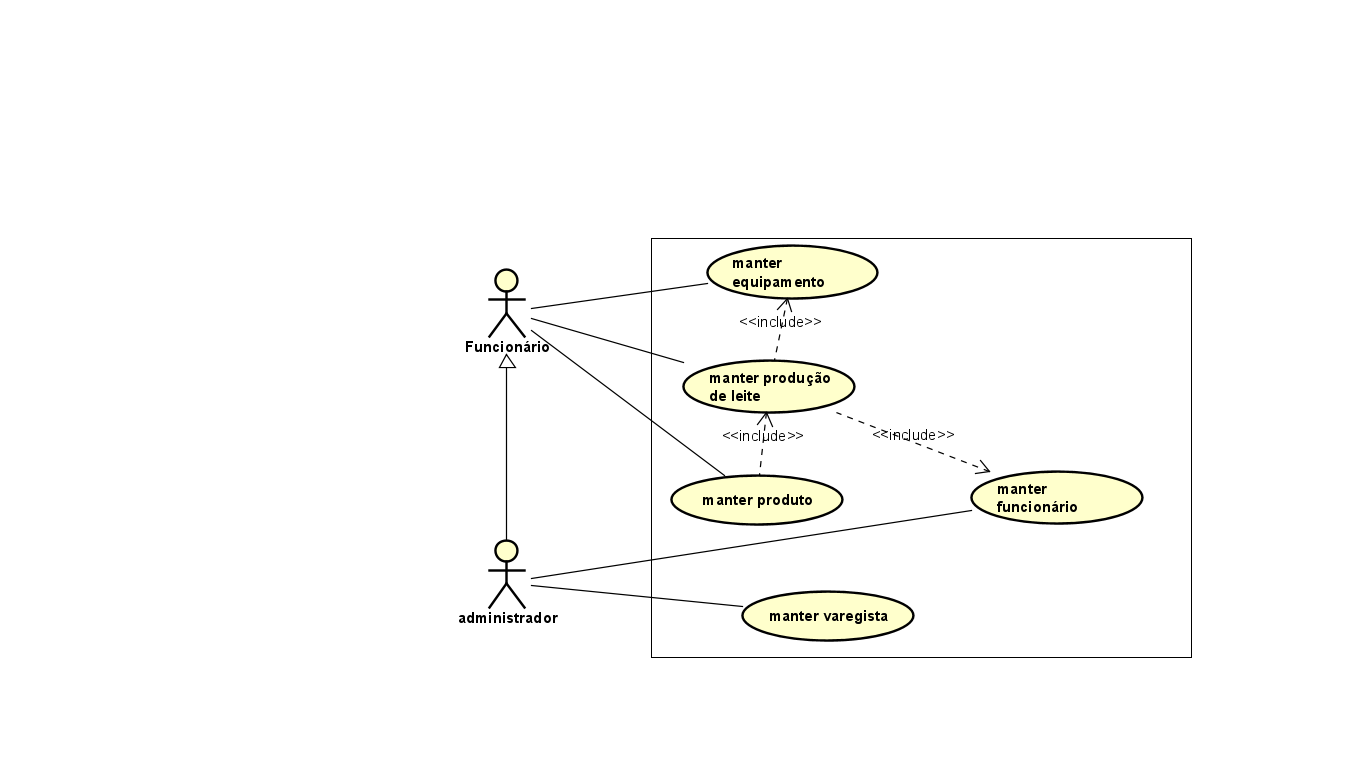 manter
equipamento
<<include>>
Funcionário
manter produção
de leite
<<include>>
<<include>>
manter produto
manter
funcionário
administrador
manter varegista